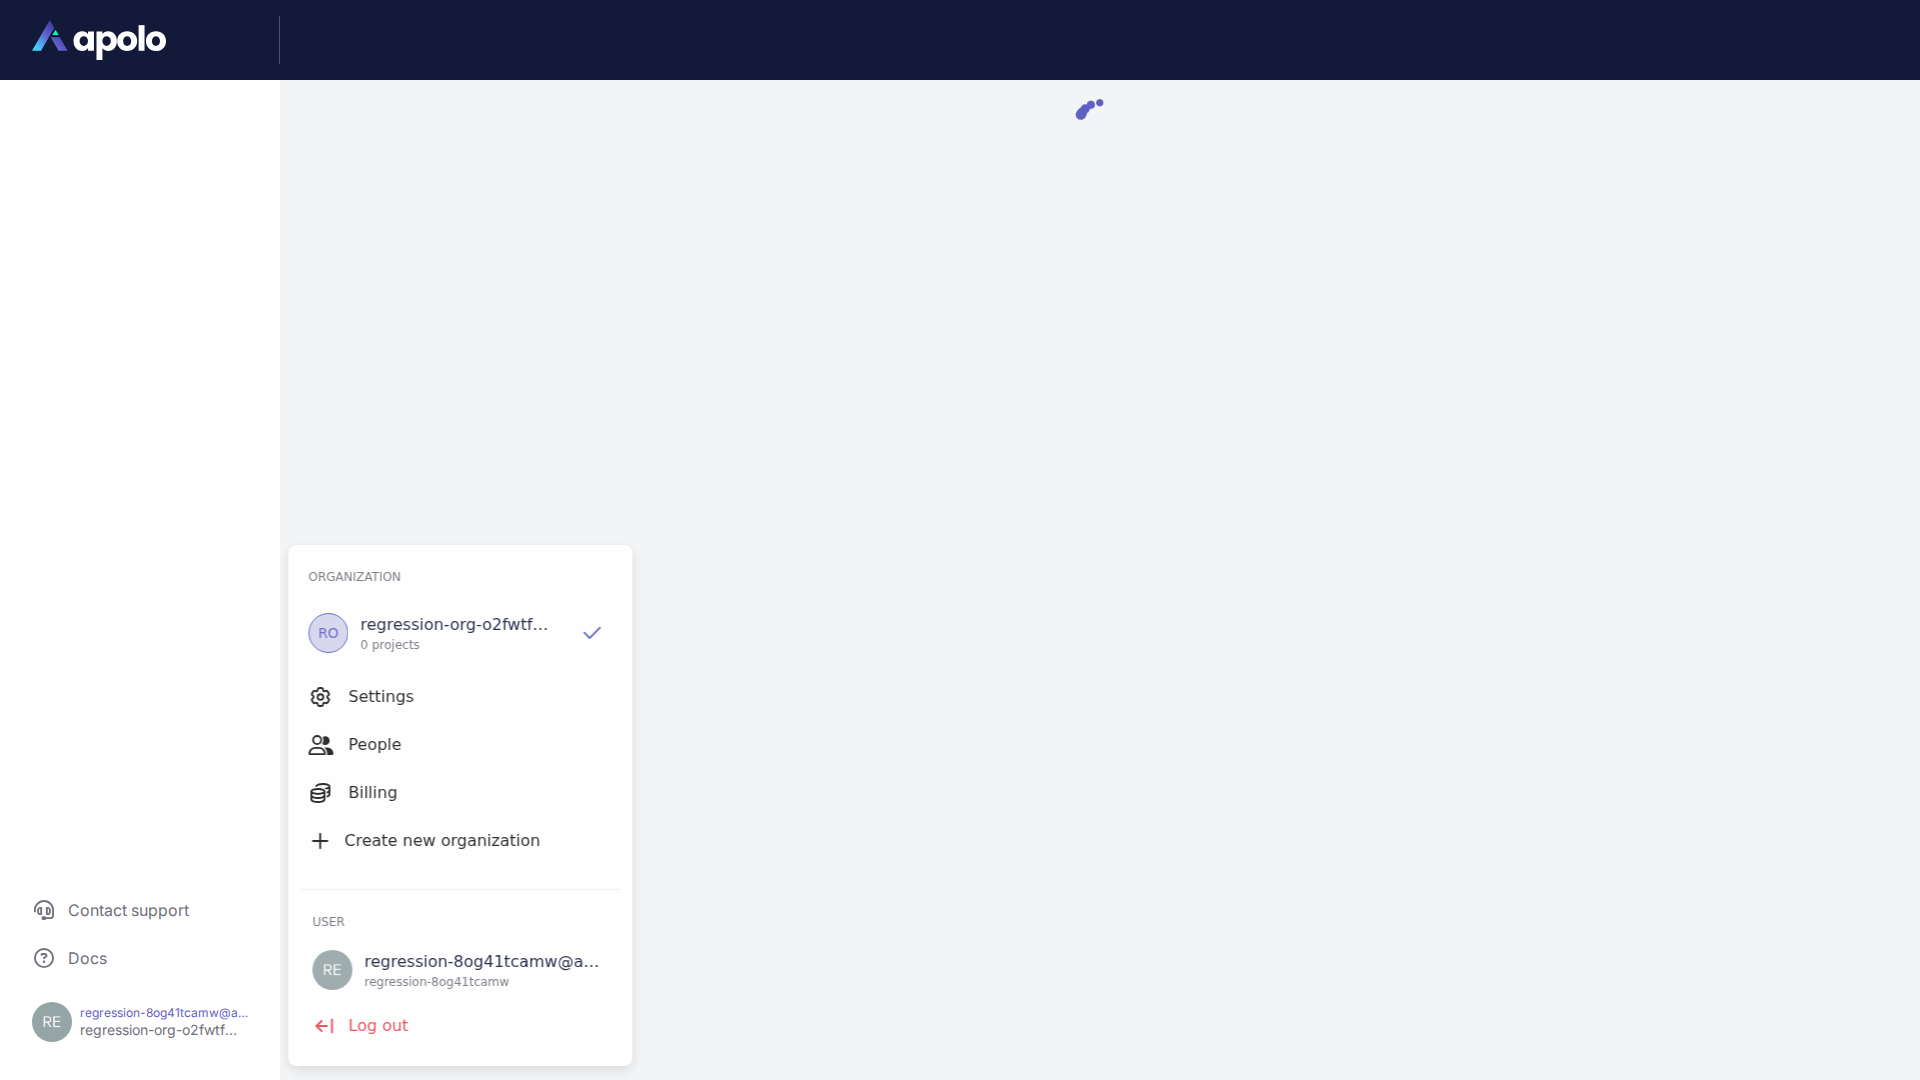 apolo
ORGANIZATION
RO
regression-org-o2fwtf...
0 projects
Settings
People
Billing
Create new organization
USER
RE
regression-8og41tcamw@a...
regression-8og41tcamw
Log out
Contact support
Docs
RE
regression-8og41tcamw@a...
regression-org-o2fwtf...